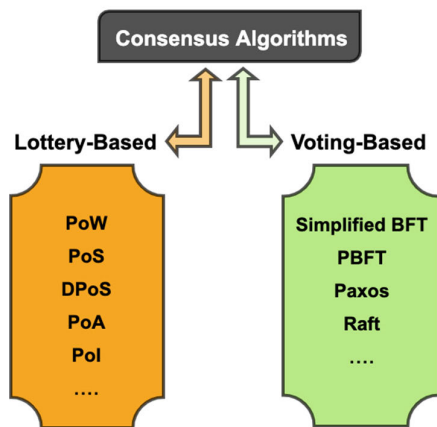 Consensus Algorithms
Lottery-Based
Voting-Based
PoW
PoS
DPoS
PoA
PoI
....
Simplified BFT
PBFT
Paxos
Raft
....